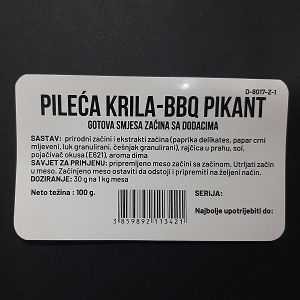 D-8017-Z-1
PILEĆA KRILA-BBQ PIKANT
GOTOVA SMJESA ZAČINA SA DODACIMA
SASTAV: prirodni začini i ekstrakti začina (paprika delikates, papar crni
mljeveni, luk granulirani, češnjak granulirani), rajčica u prahu, sol,
pojačivač okusa (E621), aroma dima
SAVJET ZA PRIMJENU: pripremljeno meso začini sa začinom. Utrljati začin
u meso. Začinjeno meso ostaviti da odstoji i pripremiti na željeni način.
DOZIRANJE: 30 g na 1 kg mesa
Neto težina : 100 g.
3 859892 113421
SERIJA:
Najbolje upotrijebiti do: